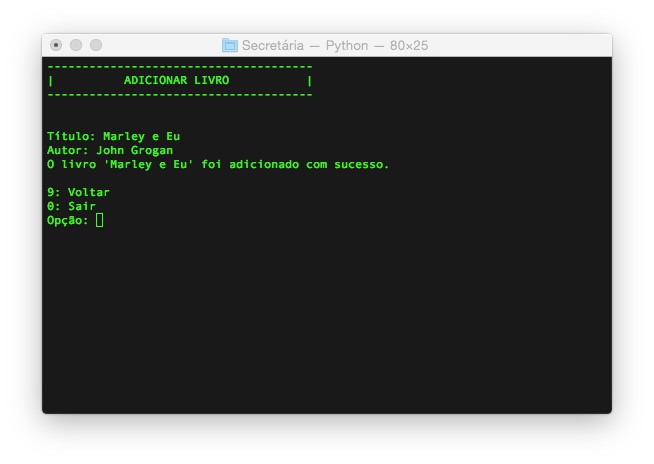 Secretária — Python — 80×25
--------------------------------------
|          ADICIONAR LIVRO           |
--------------------------------------
Título: Marley e Eu
Autor: John Grogan
O livro 'Marley e Eu' foi adicionado com sucesso.
9: Voltar
0: Sair
Opção: